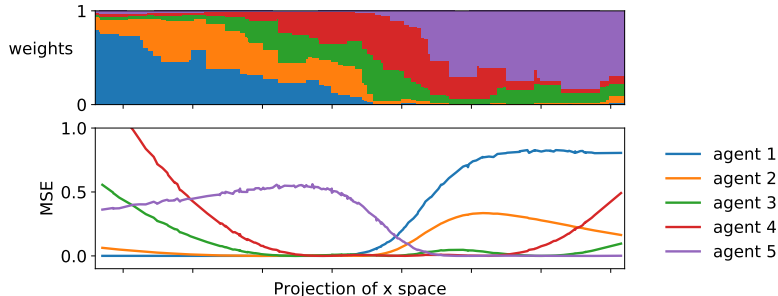 1
weights
0
1.0
MSE
0.5
0.0
Projection of x space
agent 1
agent 2
agent 3
agent 4
agent 5